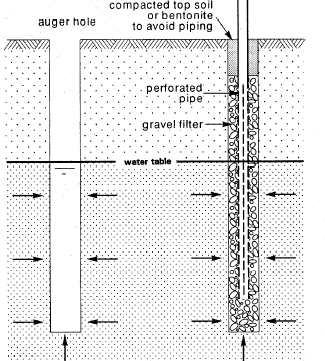 compacted top soil
or bentonite
to avoid piping
auger hole
perforated
pipe
gravel filter
water table